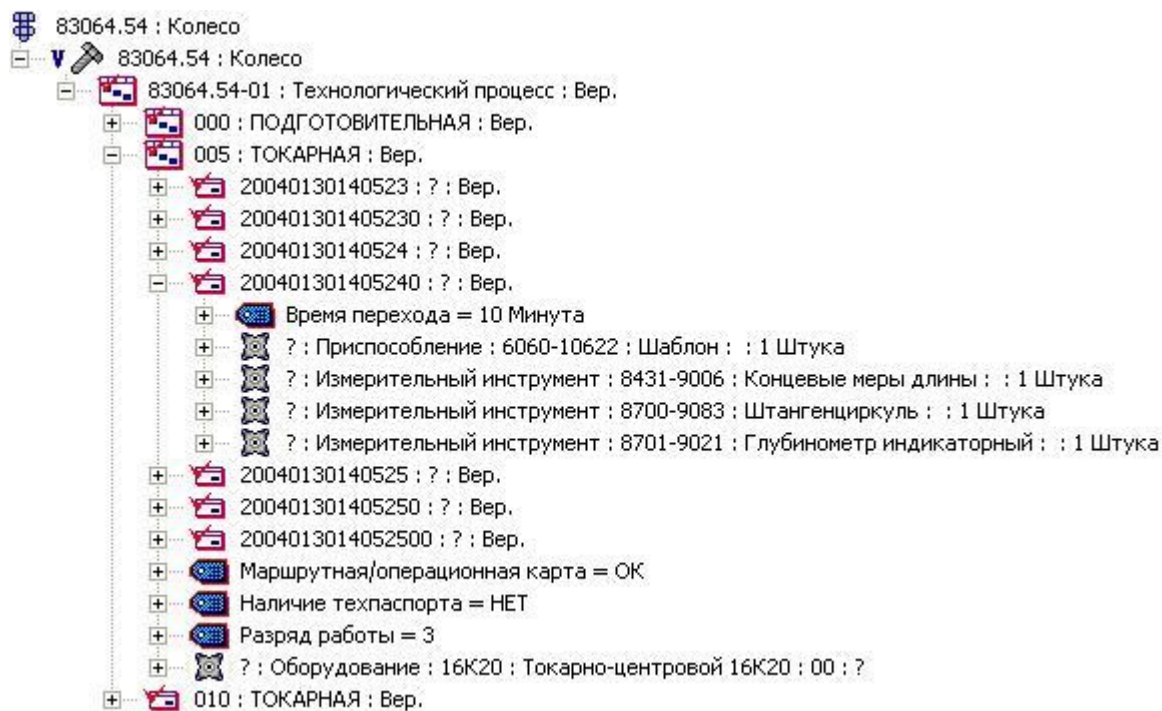 83064.54 : Колесо
V 83064.54 : Колесо
83064.54-01 : Технологический процесс : Вер.
000 : ПОДГОТОВИТЕЛЬНАЯ : Вер.
005 : ТОКАРНАЯ : Вер.
20040130140523 : ? : Вер.
200401301405230 : ? : Вер.
20040130140524 : ? : Вер.
200401301405240 : ? : Вер.
Время перехода = 10 Минута
? : Приспособление : 6060-10622 : Шаблон : : 1 Штука
? : Измерительный инструмент : 8431-9006 : Концевые меры длины : : 1 Штука
? : Измерительный инструмент : 8700-9083 : Штангенциркуль : : 1 Штука
? : Измерительный инструмент : 8701-9021 : Глубинометр индикаторный : : 1 Штука
20040130140525 : ? : Вер.
200401301405250 : ? : Вер.
2004013014052500 : ? : Вер.
Маршрутная/операционная карта = ОК
Наличие техпаспорта = НЕТ
Разряд работы = 3
? : Оборудование : 16К20 : Токарно-центровой 16К20 : 00 : ?
010 : ТОКАРНАЯ : Вер.